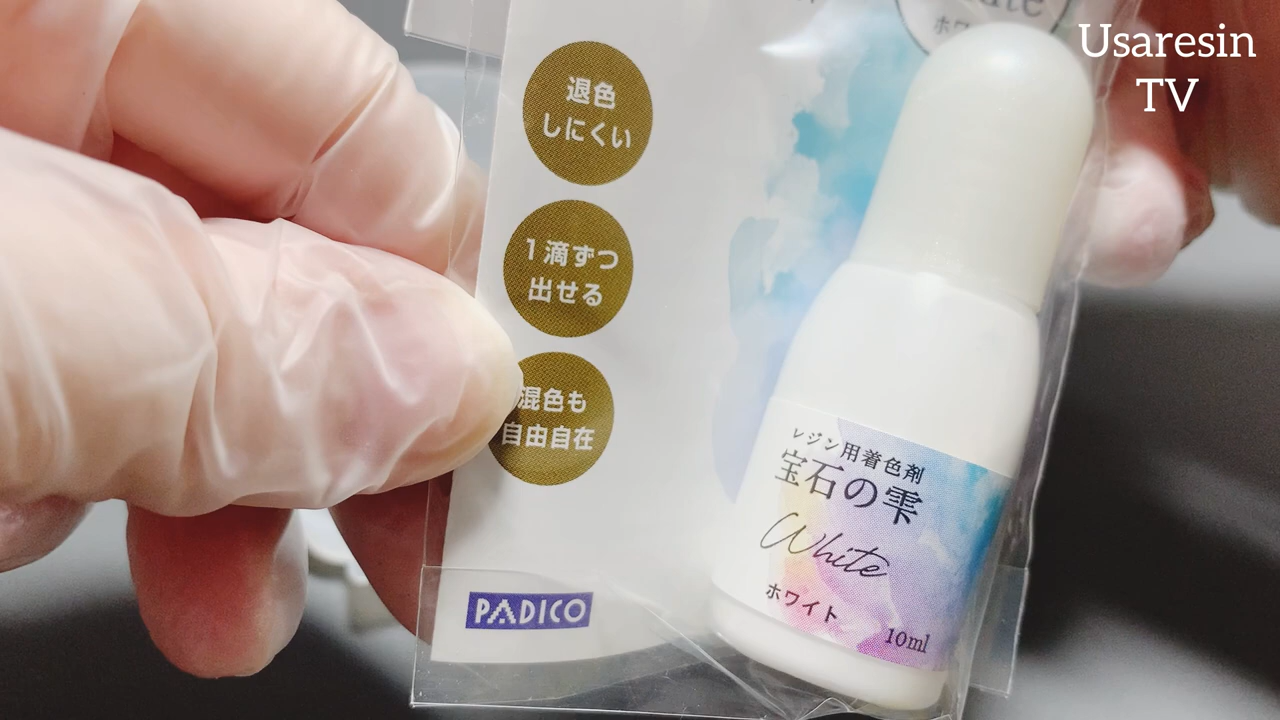 Usaresin
TV
退色
しにくい
1滴ずつ
出せる
混色も
自由自在
PADICO
レジン用着色剤
宝石の雫
White
ホワイト
10ml